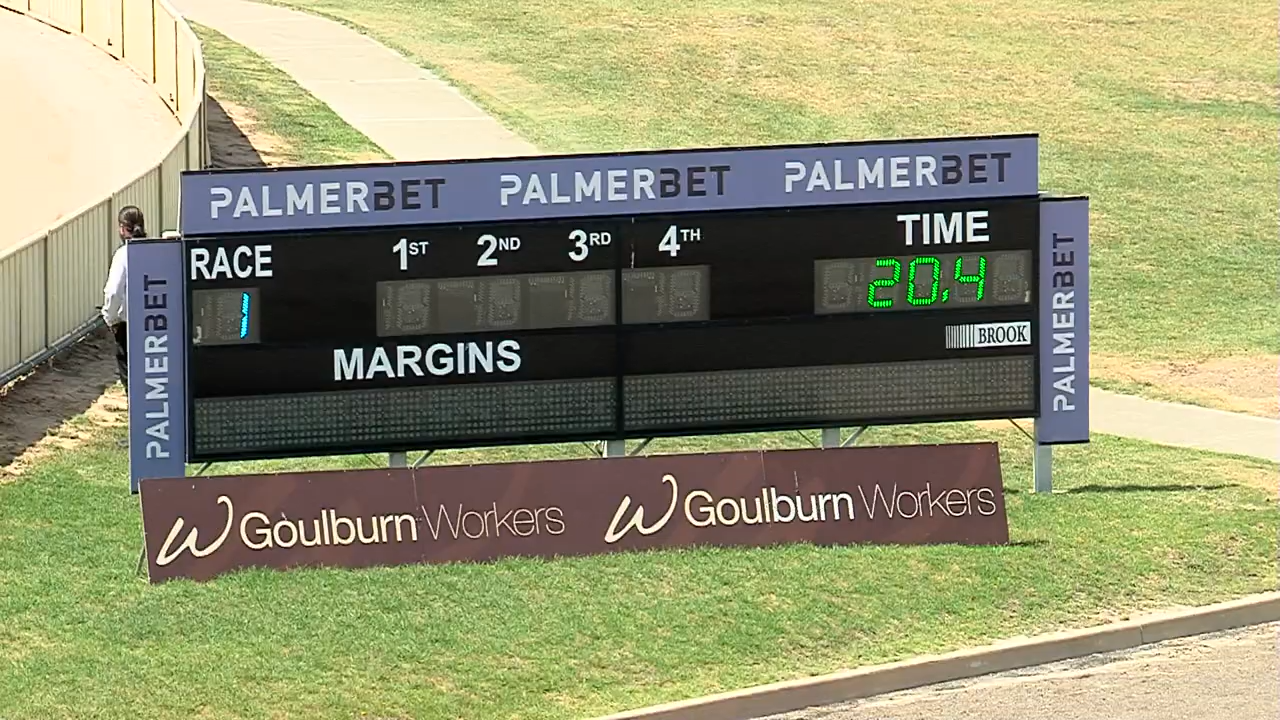 PALMERBET PALMERBET PALMERBET
RACE 1ST 2ND 3RD 4TH TIME
1 20.4
BROOK
MARGINS
PALMERBET
PALMERBET
Goulburn Workers Goulburn Workers